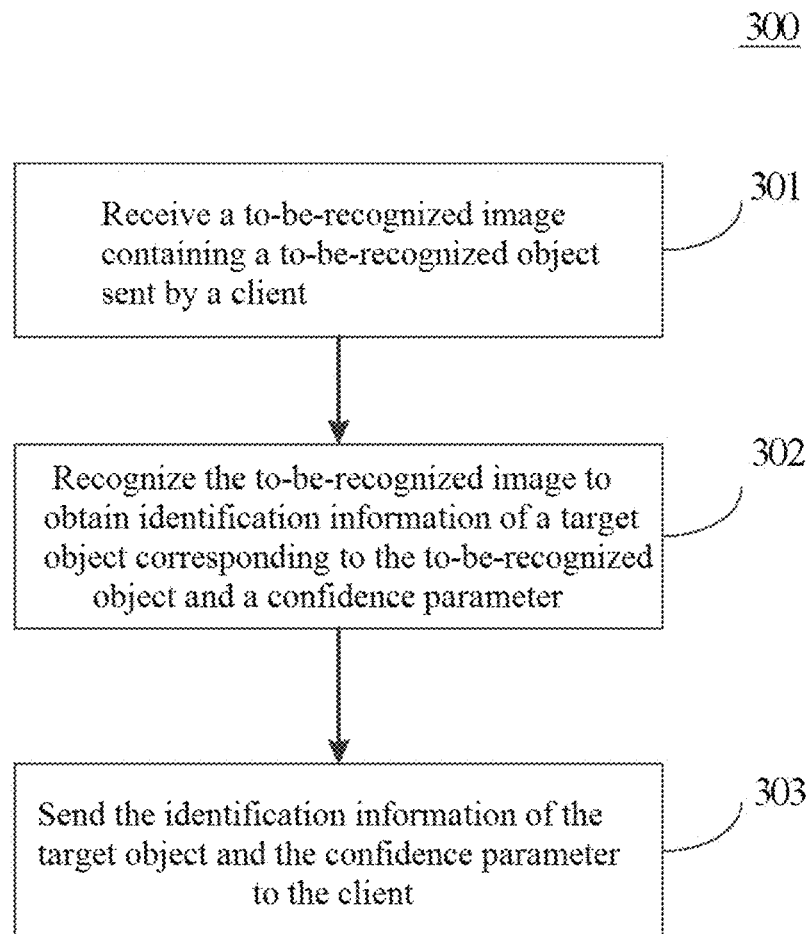 300
Receive a to-be-recognized image
containing a to-be-recognized object
sent by a client
301
Recognize the to-be-recognized image to
obtain identification information of a target
object corresponding to the to-be-recognized
object and a confidence parameter
302
Send the identification information of the
target object and the confidence parameter
to the client
303